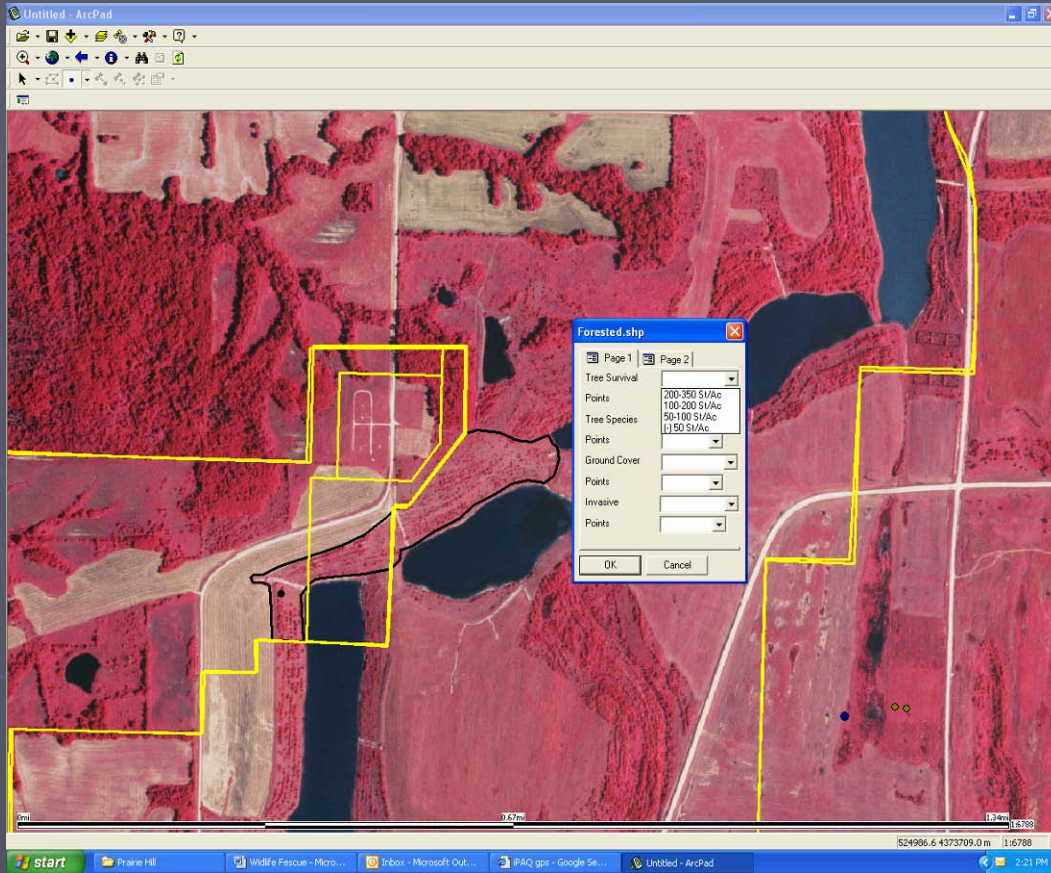 Untitled - ArcPad
Forested.shp
Page 1
Page 2
Tree Survival
200-350 St/Ac
100-200 St/Ac
50-100 St/Ac
(-) 50 St/Ac
Points
Tree Species
Points
Ground Cover
Points
Invasive
Points
OK
Cancel
0mi
0.67mi
1.34mi
1:6788
524986.6 4373709.0 m
1:6788
start
Prairie Hill
Widlife Fescue - Micro...
Inbox - Microsoft Out...
iPAQ gps - Google Se...
Untitled - ArcPad
2:21 PM